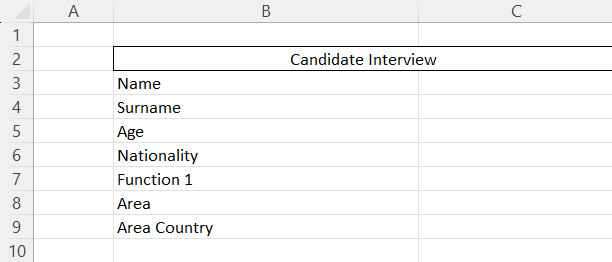 A B C
1
2 Candidate Interview
3 Name
4 Surname
5 Age
6 Nationality
7 Function 1
8 Area
9 Area Country
10